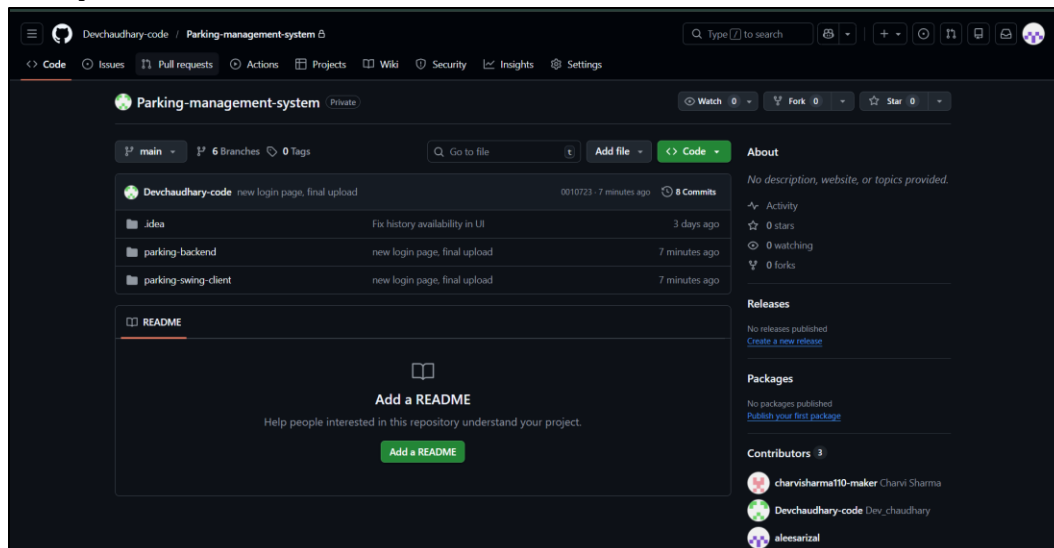 Devchaudhary-code / Parking-management-system
Type / to search
Code Issues Pull requests Actions Projects Wiki Security Insights Settings
Parking-management-system Private
Watch 0 Fork 0 Star 0
main 6 Branches 0 Tags
Go to file t
Add file
Code
Devchaudhary-code new login page, final upload 0010723 · 7 minutes ago 8 Commits
.idea Fix history availability in UI 3 days ago
parking-backend new login page, final upload 7 minutes ago
parking-swing-client new login page, final upload 7 minutes ago
README
Add a README
Help people interested in this repository understand your project.
Add a README
About
No description, website, or topics provided.
Activity
0 stars
0 watching
0 forks
Releases
No releases published
Create a new release
Packages
No packages published
Publish your first package
Contributors 3
charvisharma110-maker Charvi Sharma
Devchaudhary-code Dev_chaudhary
aleesarizal